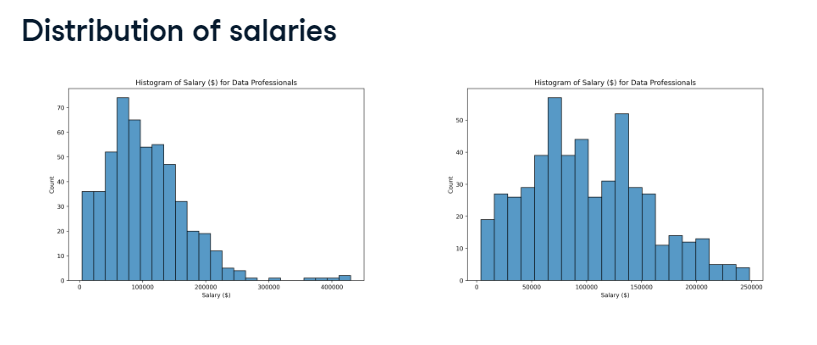 Distribution of salaries
Histogram of Salary ($) for Data Professionals
70
60
50
40
30
20
10
0
Count
0 100000 200000 300000 400000
Salary ($)
Histogram of Salary ($) for Data Professionals
50
40
30
20
10
0
Count
0 50000 100000 150000 200000 250000
Salary ($)